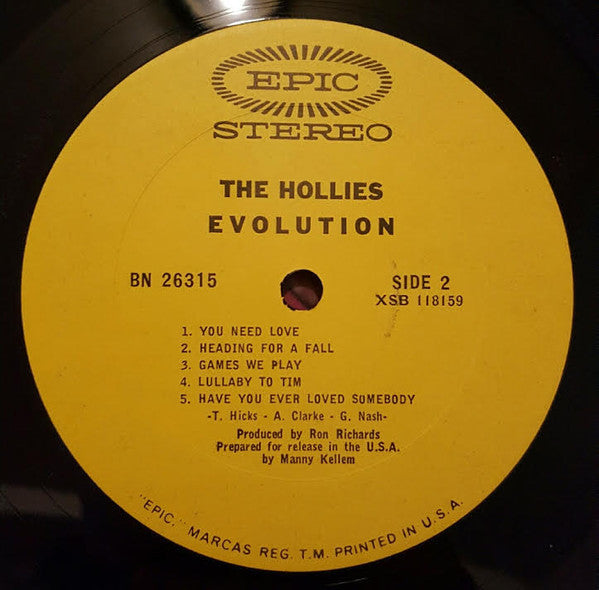 EPIC
STEREO
THE HOLLIES
EVOLUTION
BN 26315
SIDE 2
XSB 118159
1. YOU NEED LOVE
2. HEADING FOR A FALL
3. GAMES WE PLAY
4. LULLABY TO TIM
5. HAVE YOU EVER LOVED SOMEBODY
-T. Hicks - A. Clarke - G. Nash-
Produced by Ron Richards
Prepared for release in the U.S.A.
by Manny Kellem
"EPIC," MARCAS REG. T.M. PRINTED IN U.S.A.